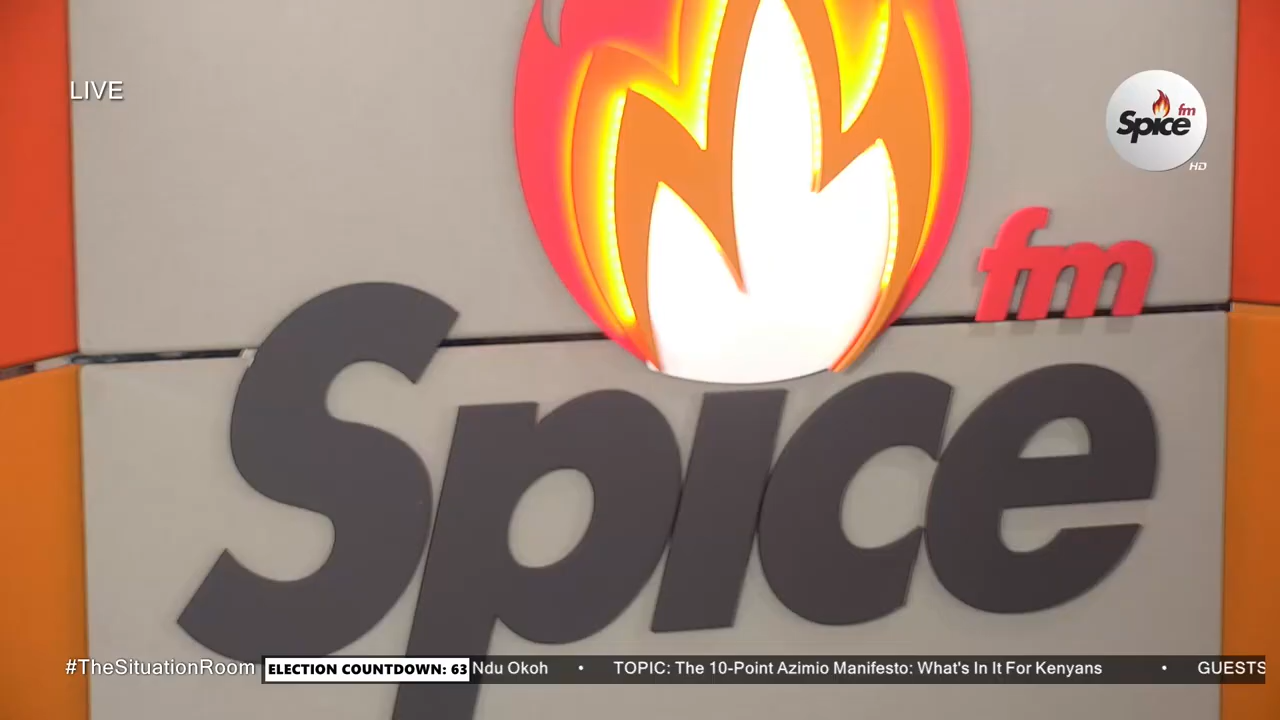 LIVE
Spice fm
HD
fm
Spice
#TheSituationRoom
ELECTION COUNTDOWN: 63
Ndu Okoh • TOPIC: The 10-Point Azimio Manifesto: What's In It For Kenyans • GUESTS